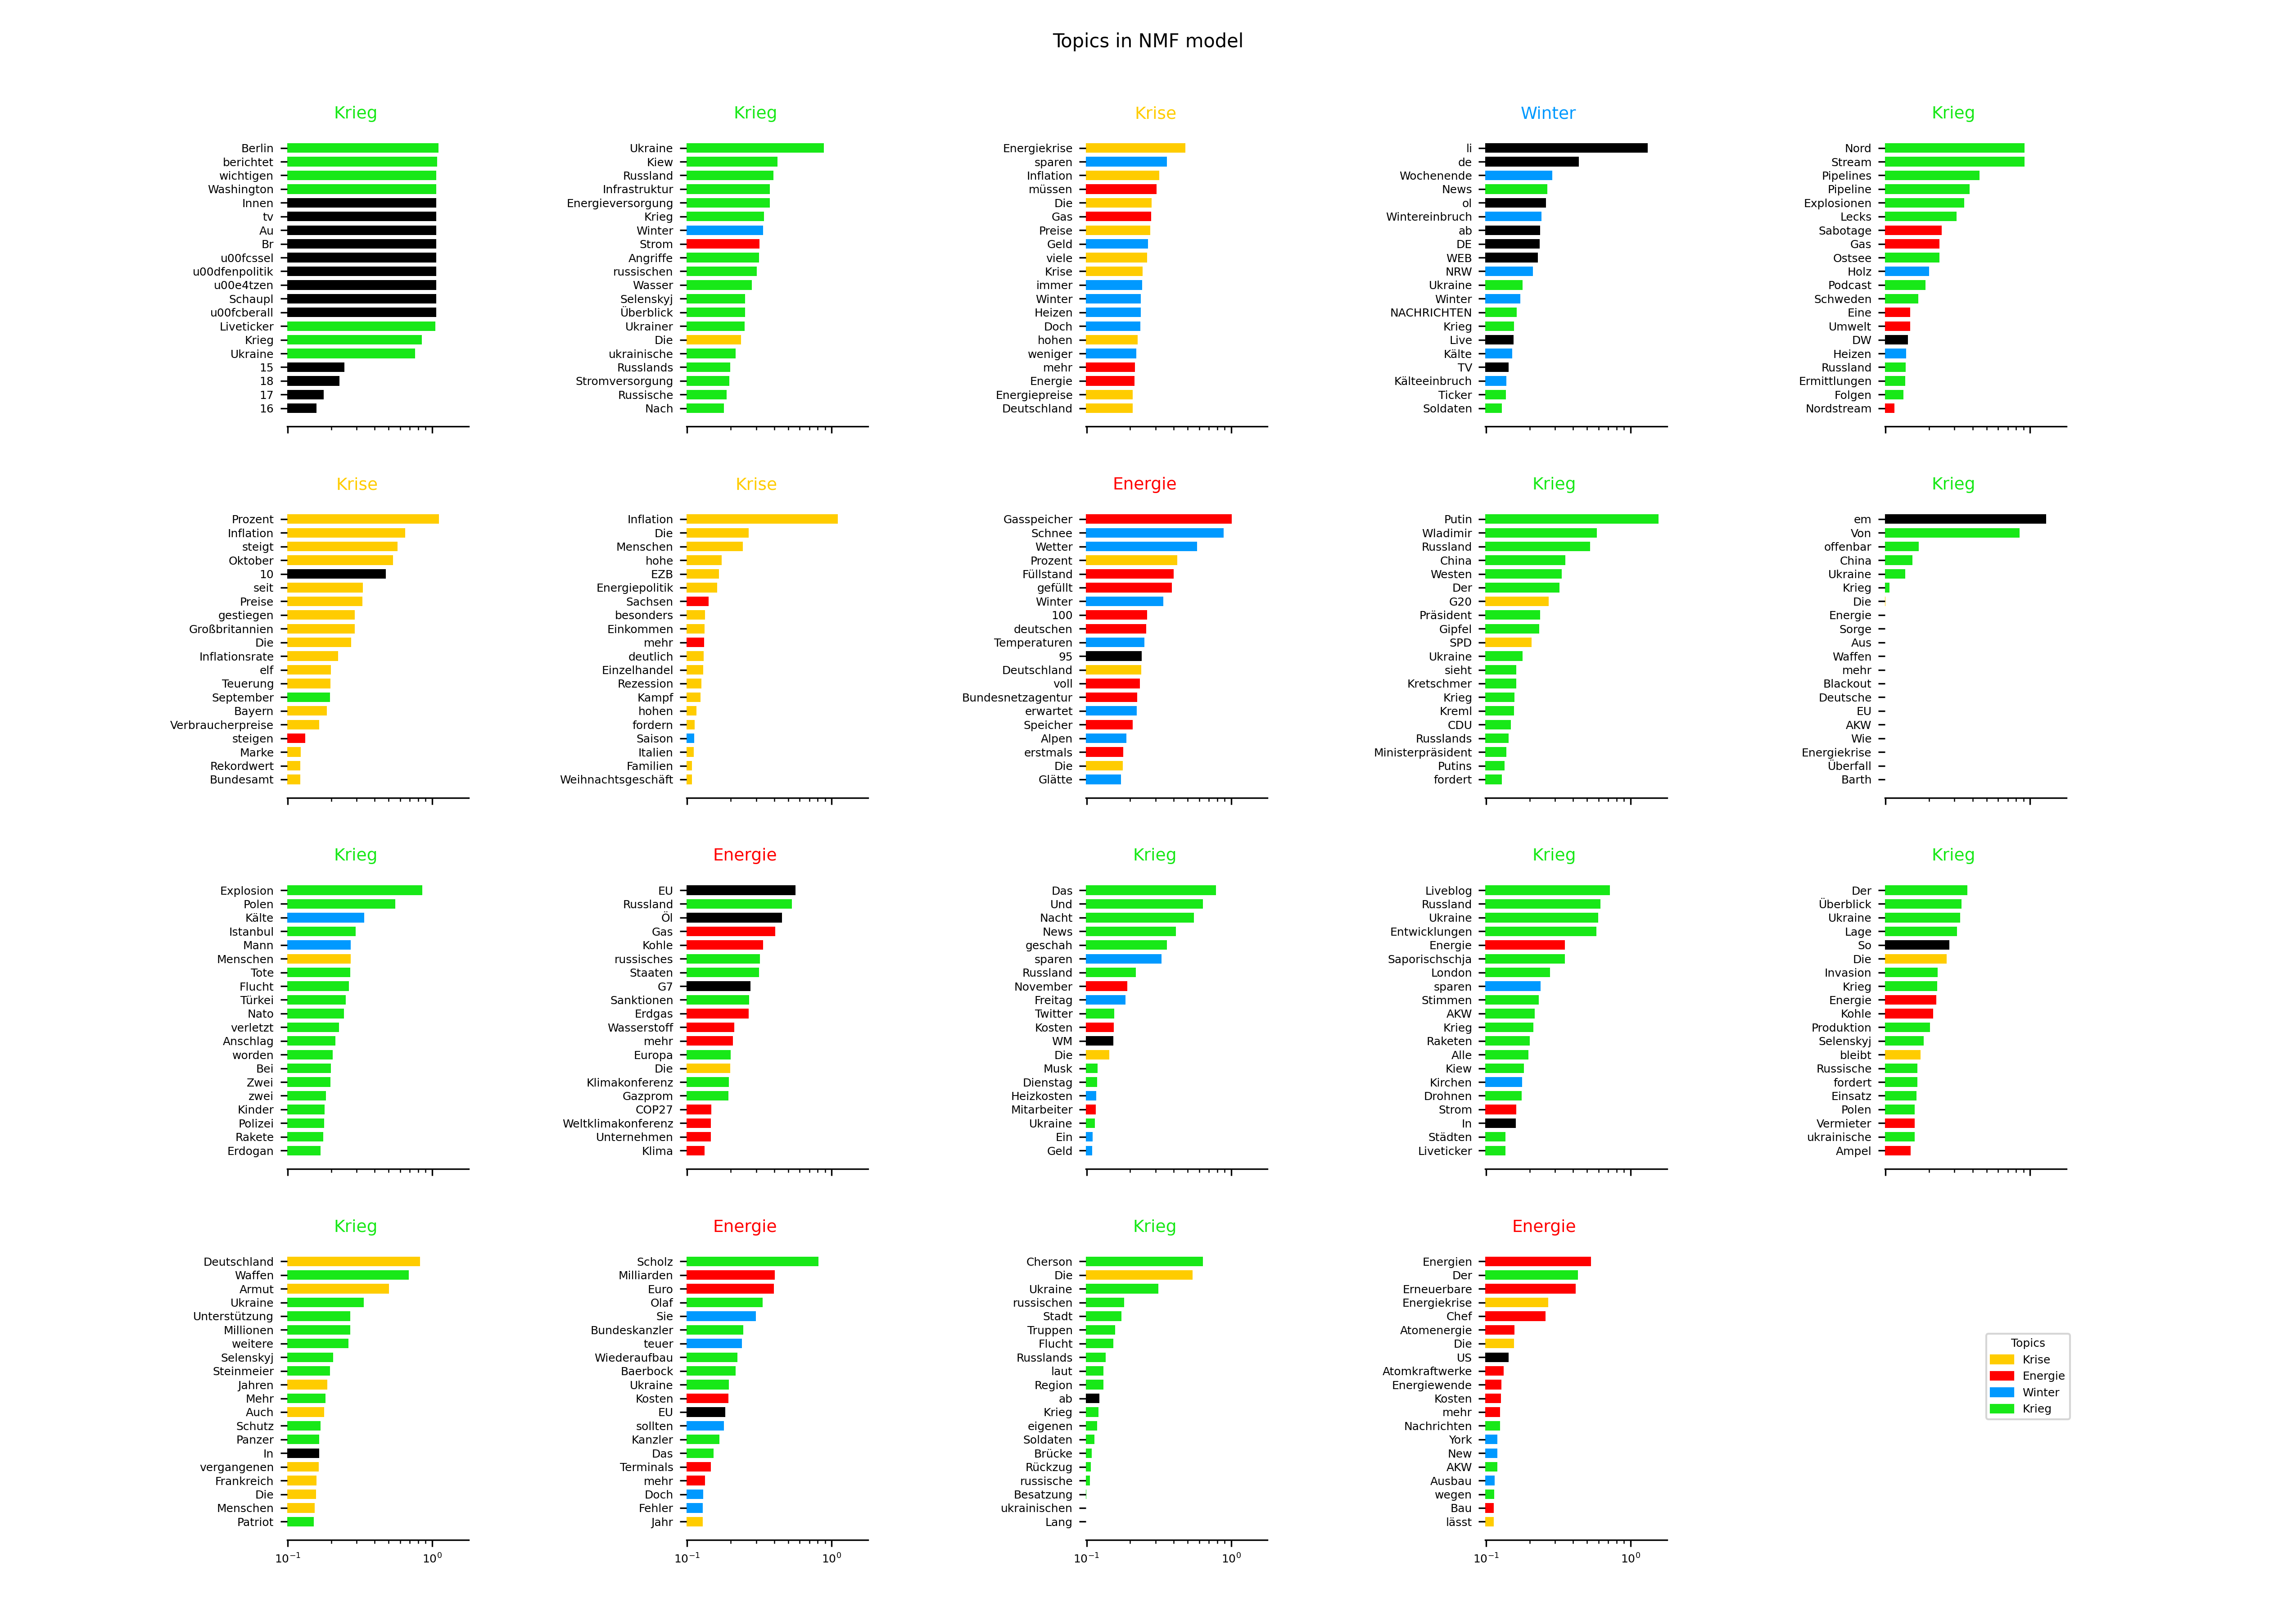 Topics in NMF model
Krieg
Berlin
berichtet
wichtigen
Washington
Innen
tv
Au
Br
u00fcssel
u00dfenpolitik
u00e4tzen
Schaupl
u00fcberall
Liveticker
Krieg
Ukraine
15
18
17
16
Krieg
Ukraine
Kiew
Russland
Infrastruktur
Energieversorgung
Krieg
Winter
Strom
Angriffe
russischen
Wasser
Selenskyj
Überblick
Ukrainer
Die
ukrainische
Russlands
Stromversorgung
Russische
Nach
Krise
Energiekrise
sparen
Inflation
müssen
Die
Gas
Preise
Geld
viele
Krise
immer
Winter
Heizen
Doch
hohen
weniger
mehr
Energie
Energiepreise
Deutschland
Winter
li
de
Wochenende
News
ol
Wintereinbruch
ab
DE
WEB
NRW
Ukraine
Winter
NACHRICHTEN
Krieg
Live
Kälte
TV
Kälteeinbruch
Ticker
Soldaten
Krieg
Nord
Stream
Pipelines
Pipeline
Explosionen
Lecks
Sabotage
Gas
Ostsee
Holz
Podcast
Schweden
Eine
Umwelt
DW
Heizen
Russland
Ermittlungen
Folgen
Nordstream
Krise
Prozent
Inflation
steigt
Oktober
10
seit
Preise
gestiegen
Großbritannien
Die
Inflationsrate
elf
Teuerung
September
Bayern
Verbraucherpreise
steigen
Marke
Rekordwert
Bundesamt
Krise
Inflation
Die
Menschen
hohe
EZB
Energiepolitik
Sachsen
besonders
Einkommen
mehr
deutlich
Einzelhandel
Rezession
Kampf
hohen
fordern
Saison
Italien
Familien
Weihnachtsgeschäft
Energie
Gasspeicher
Schnee
Wetter
Prozent
Füllstand
gefüllt
Winter
100
deutschen
Temperaturen
95
Deutschland
voll
Bundesnetzagentur
erwartet
Speicher
Alpen
erstmals
Die
Glätte
Krieg
Putin
Wladimir
Russland
China
Westen
Der
G20
Präsident
Gipfel
SPD
Ukraine
sieht
Kretschmer
Krieg
Kreml
CDU
Russlands
Ministerpräsident
Putins
fordert
Krieg
em
Von
offenbar
China
Ukraine
Krieg
Die
Energie
Sorge
Aus
Waffen
mehr
Blackout
Deutsche
EU
AKW
Wie
Energiekrise
Überfall
Barth
Krieg
Explosion
Polen
Kälte
Istanbul
Mann
Menschen
Tote
Flucht
Türkei
Nato
verletzt
Anschlag
worden
Bei
Zwei
zwei
Kinder
Polizei
Rakete
Erdogan
Energie
EU
Russland
Öl
Gas
Kohle
russisches
Staaten
G7
Sanktionen
Erdgas
Wasserstoff
mehr
Europa
Die
Klimakonferenz
Gazprom
COP27
Weltklimakonferenz
Unternehmen
Klima
Krieg
Das
Und
Nacht
News
geschah
sparen
Russland
November
Freitag
Twitter
Kosten
WM
Die
Musk
Dienstag
Heizkosten
Mitarbeiter
Ukraine
Ein
Geld
Krieg
Liveblog
Russland
Ukraine
Entwicklungen
Energie
Saporischschja
London
sparen
Stimmen
AKW
Krieg
Raketen
Alle
Kiew
Kirchen
Drohnen
Strom
In
Städten
Liveticker
Krieg
Der
Überblick
Ukraine
Lage
So
Die
Invasion
Krieg
Energie
Kohle
Produktion
Selenskyj
bleibt
Russische
fordert
Einsatz
Polen
Vermieter
ukrainische
Ampel
Krieg
Deutschland
Waffen
Armut
Ukraine
Unterstützung
Millionen
weitere
Selenskyj
Steinmeier
Jahren
Mehr
Auch
Schutz
Panzer
In
vergangenen
Frankreich
Die
Menschen
Patriot
10⁻¹ 10⁰
Energie
Scholz
Milliarden
Euro
Olaf
Sie
Bundeskanzler
teuer
Wiederaufbau
Baerbock
Ukraine
Kosten
EU
sollten
Kanzler
Das
Terminals
mehr
Doch
Fehler
Jahr
10⁻¹ 10⁰
Krieg
Cherson
Die
Ukraine
russischen
Stadt
Truppen
Flucht
Russlands
laut
Region
ab
Krieg
eigenen
Soldaten
Brücke
Rückzug
russische
Besatzung
ukrainischen
Lang
10⁻¹ 10⁰
Energie
Energien
Der
Erneuerbare
Energiekrise
Chef
Atomenergie
Die
US
Atomkraftwerke
Energiewende
Kosten
mehr
Nachrichten
York
New
AKW
Ausbau
wegen
Bau
lässt
10⁻¹ 10⁰
Topics
Krise
Energie
Winter
Krieg